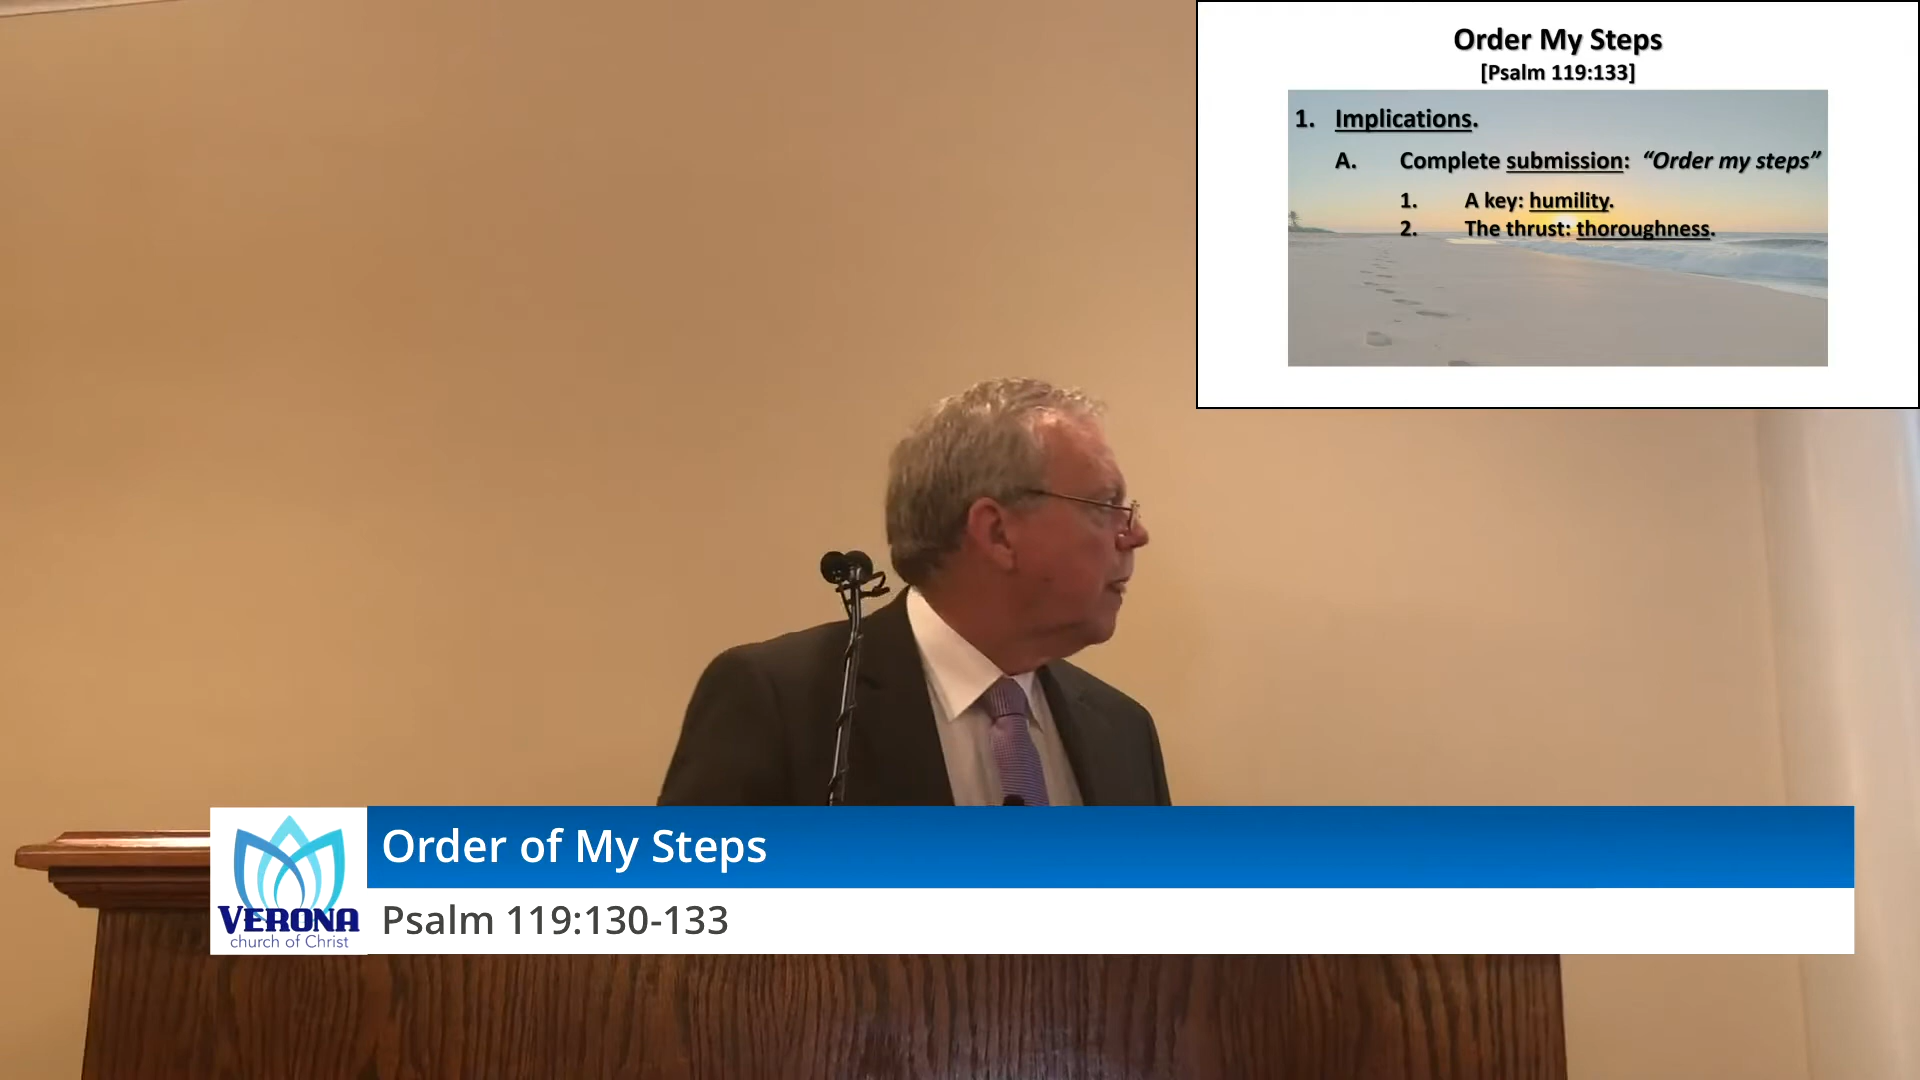 Order My Steps
[Psalm 119:133]
1. Implications.
A. Complete submission: “Order my steps”
1. A key: humility.
2. The thrust: thoroughness.
Order of My Steps
VERONA
church of Christ
Psalm 119:130-133